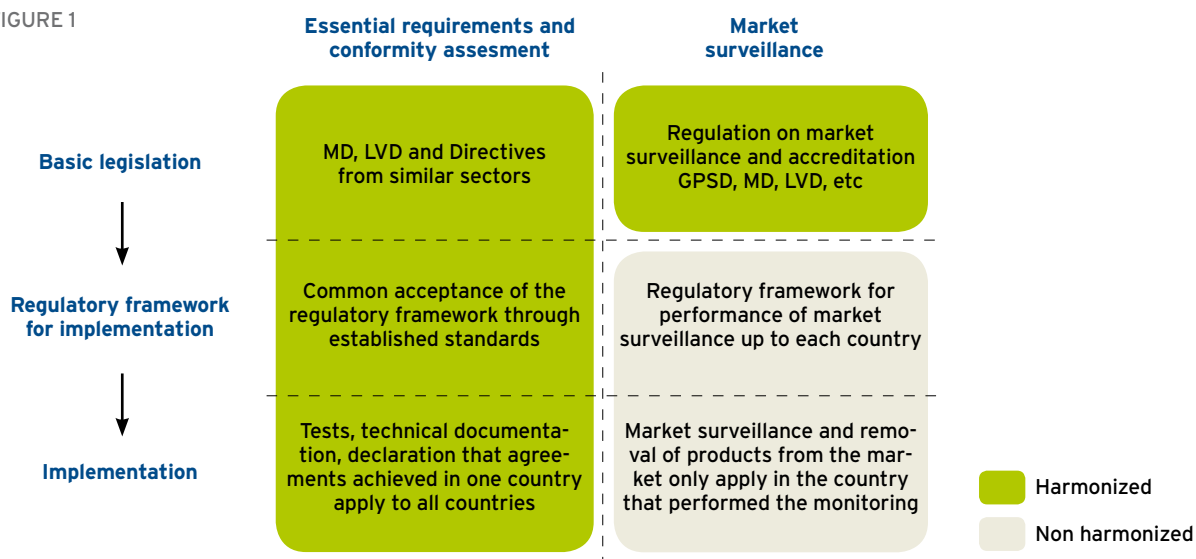 IGURE 1
Essential requirements and
conformity assesment
Market
surveillance
Basic legislation
MD, LVD and Directives
from similar sectors
Regulation on market
surveillance and accreditation
GPSD, MD, LVD, etc
Regulatory framework
for implementation
Common acceptance of the
regulatory framework through
established standards
Regulatory framework for
performance of market
surveillance up to each country
Implementation
Tests, technical documenta-
tion, declaration that agree-
ments achieved in one country
apply to all countries
Market surveillance and remo-
val of products from the mar-
ket only apply in the country
that performed the monitoring
Harmonized
Non harmonized